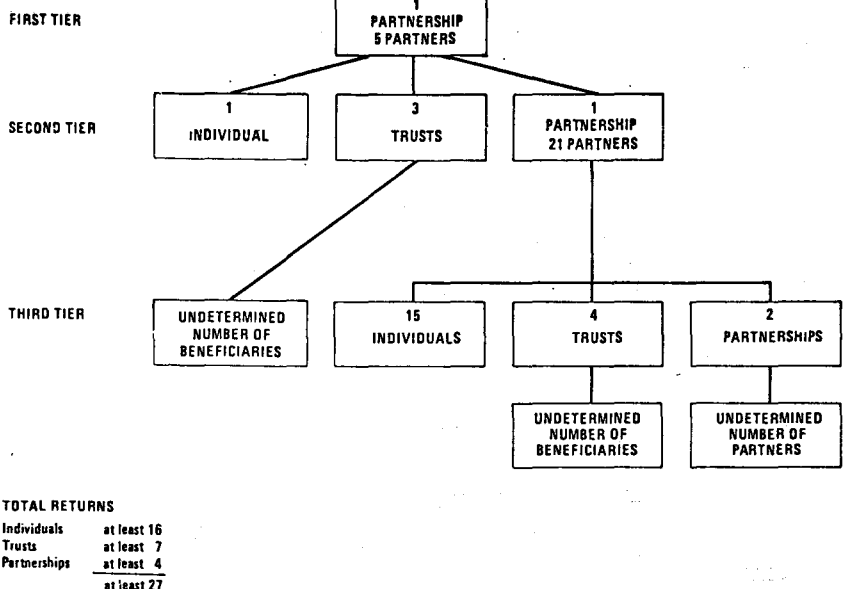 FIRST TIER
1
PARTNERSHIP
5 PARTNERS
SECOND TIER
1
INDIVIDUAL
3
TRUSTS
1
PARTNERSHIP
21 PARTNERS
THIRD TIER
UNDETERMINED
NUMBER OF
BENEFICIARIES
15
INDIVIDUALS
4
TRUSTS
2
PARTNERSHIPS
UNDETERMINED
NUMBER OF
BENEFICIARIES
UNDETERMINED
NUMBER OF
PARTNERS
TOTAL RETURNS
Individuals at least 16
Trusts at least 7
Partnerships at least 4
at least 27